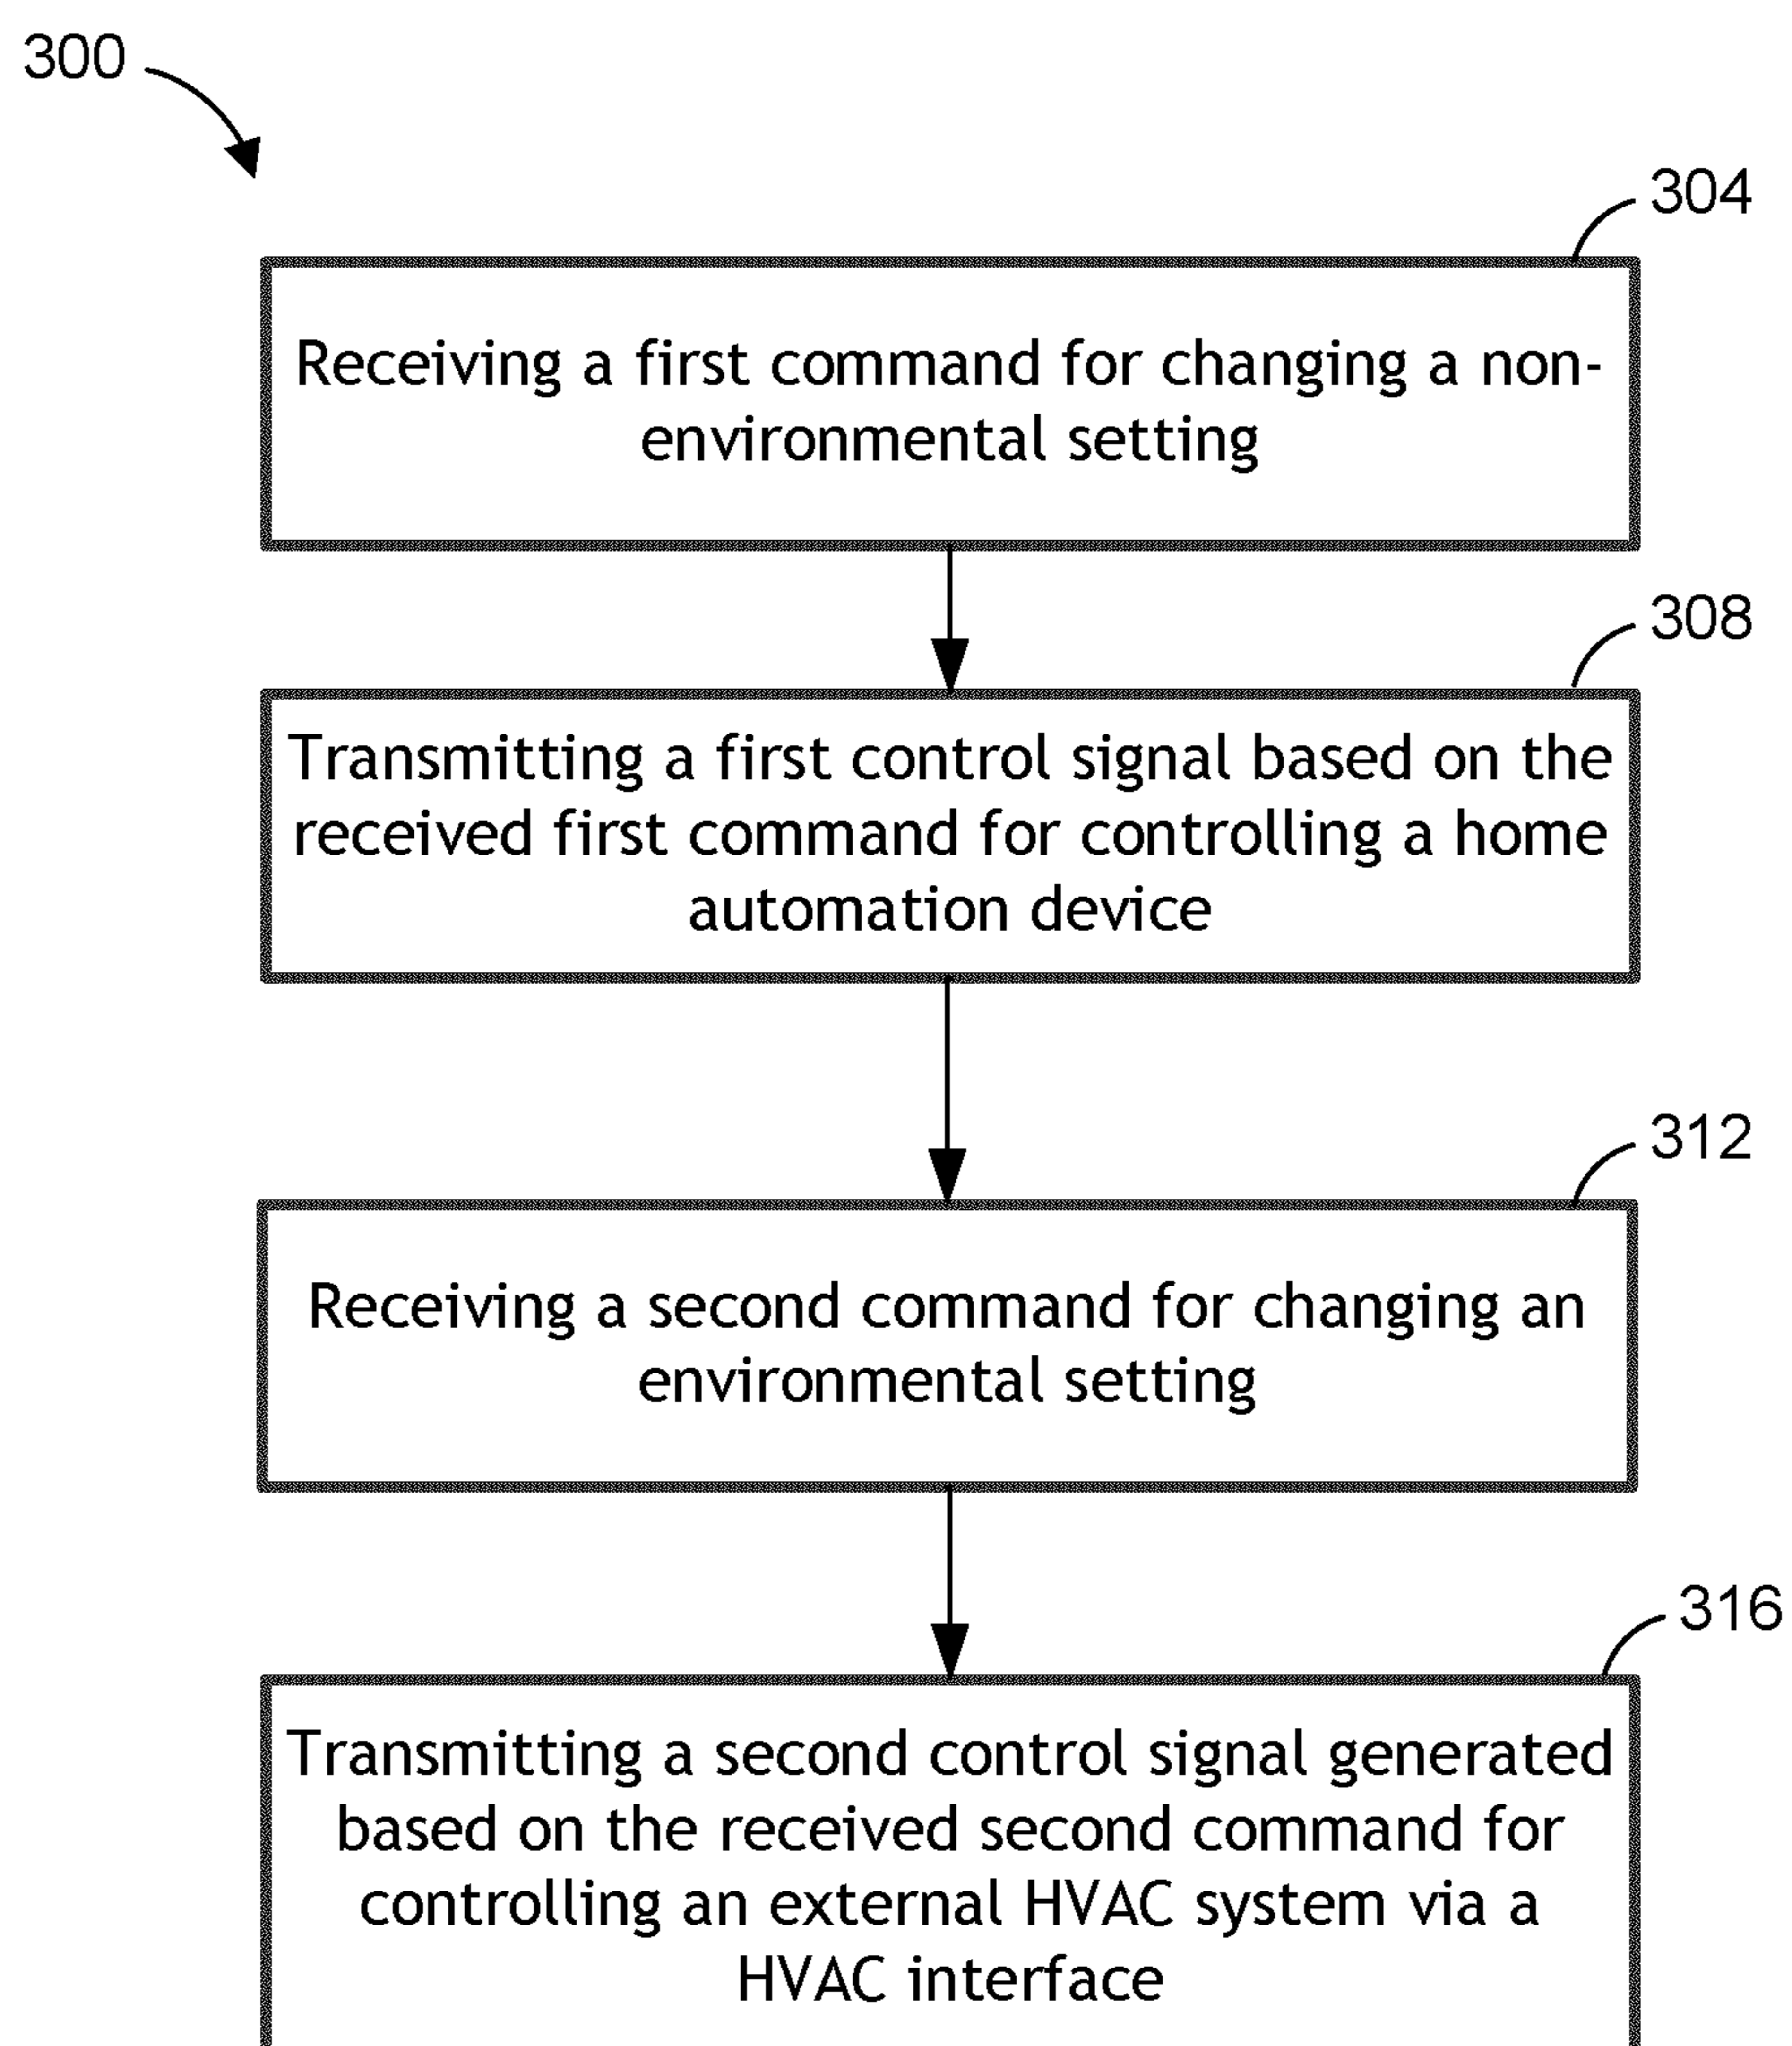 300
304
Receiving a first command for changing a non-
environmental setting
308
Transmitting a first control signal based on the
received first command for controlling a home
automation device
312
Receiving a second command for changing an
environmental setting
316
Transmitting a second control signal generated
based on the received second command for
controlling an external HVAC system via a
HVAC interface